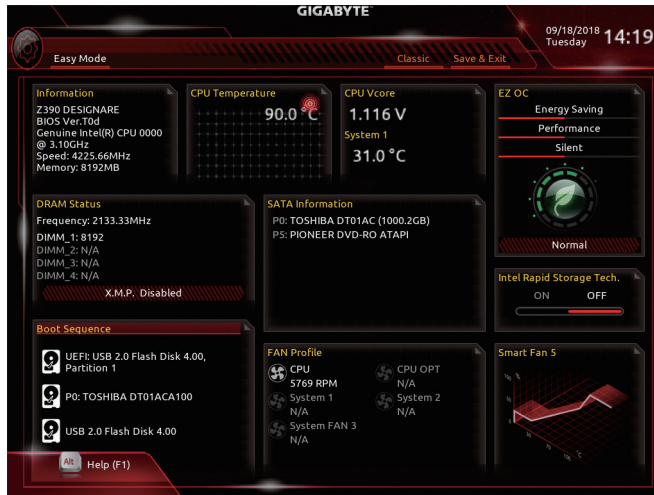 GIGABYTE™
09/18/2018
Tuesday
14:19
Easy Mode
Classic
Save & Exit
Information
Z390 DESIGNARE
BIOS Ver.T0d
Genuine Intel(R) CPU 0000
@ 3.10GHz
Speed: 4225.66MHz
Memory: 8192MB
CPU Temperature
90.0 °C
CPU Vcore
1.116 V
System 1
31.0 °C
EZ OC
Energy Saving
Performance
Silent
Normal
DRAM Status
Frequency: 2133.33MHz
DIMM_1: 8192
DIMM_2: N/A
DIMM_3: N/A
DIMM_4: N/A
X.M.P. Disabled
SATA Information
P0: TOSHIBA DT01AC (1000.2GB)
P5: PIONEER DVD-RO ATAPI
Intel Rapid Storage Tech.
ON OFF
Boot Sequence
UEFI: USB 2.0 Flash Disk 4.00,
Partition 1
P0: TOSHIBA DT01ACA100
USB 2.0 Flash Disk 4.00
FAN Profile
CPU
5769 RPM
CPU OPT
N/A
System 1
N/A
System 2
N/A
System FAN 3
N/A
Smart Fan 5
100
50
0
°C
Alt
Help (F1)